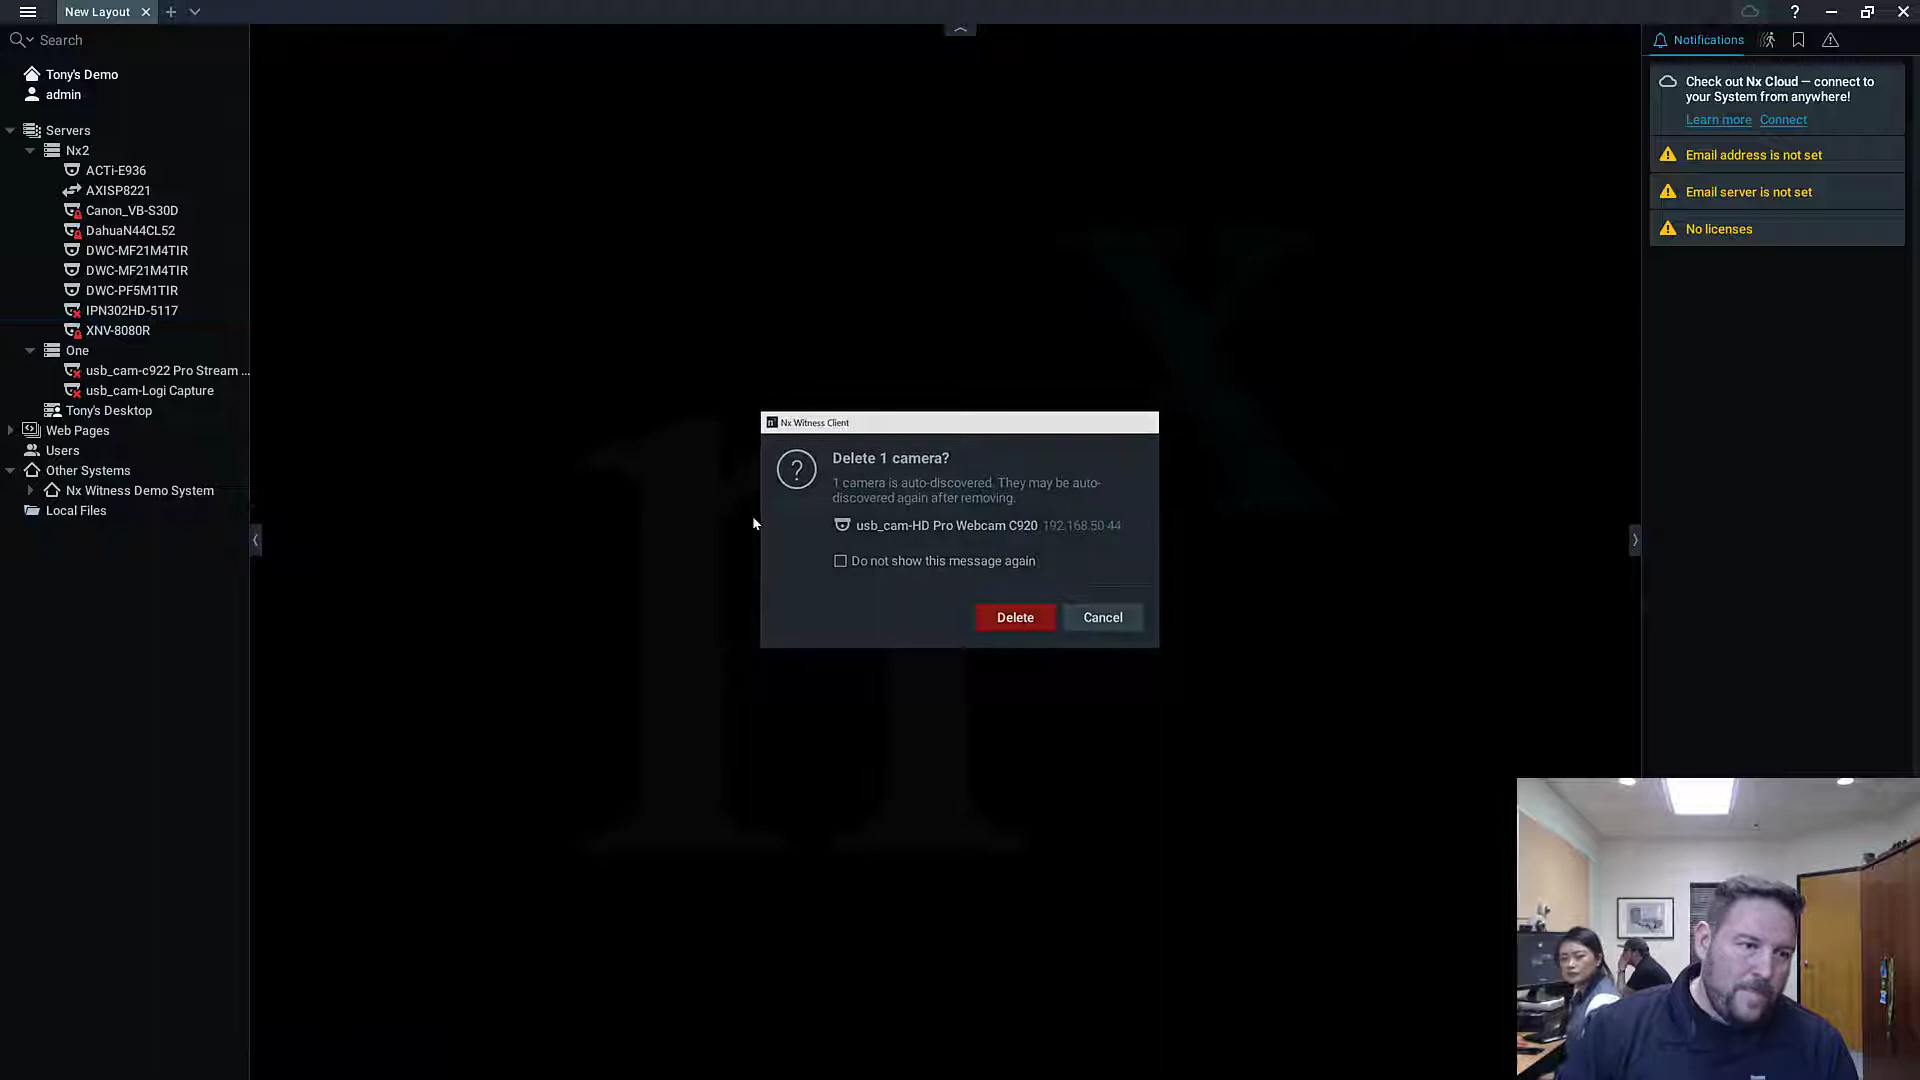 New Layout
Search
Tony's Demo
admin
Servers
Nx2
ACTi-E936
AXISP8221
Canon_VB-S30D
DahuaN44CL52
DWC-MF21M4TIR
DWC-MF21M4TIR
DWC-PF5M1TIR
IPN302HD-5117
XNV-8080R
One
usb_cam-c922 Pro Stream ...
usb_cam-Logi Capture
Tony's Desktop
Web Pages
Users
Other Systems
Nx Witness Demo System
Local Files
Nx Witness Client
Delete 1 camera?
1 camera is auto-discovered. They may be auto-
discovered again after removing.
usb_cam-HD Pro Webcam C920 192.168.50.44
Do not show this message again
Delete Cancel
Notifications
Check out Nx Cloud — connect to
your System from anywhere!
Learn more Connect
Email address is not set
Email server is not set
No licenses